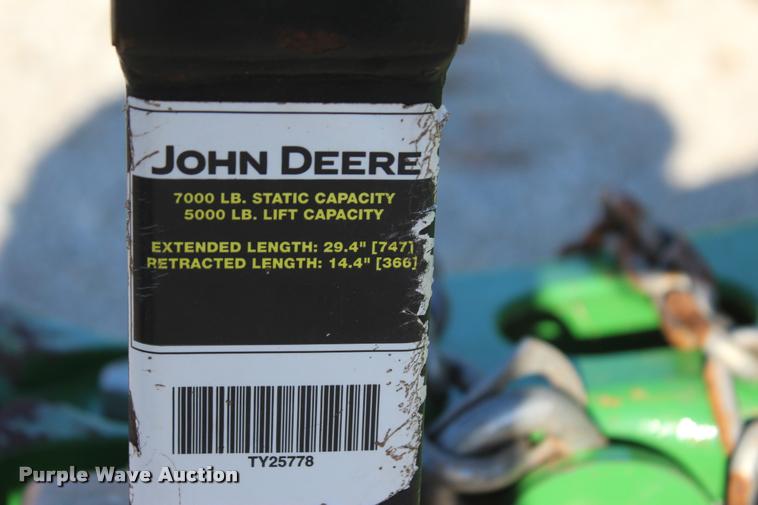 JOHN DEERE
7000 LB. STATIC CAPACITY
5000 LB. LIFT CAPACITY
EXTENDED LENGTH: 29.4" [747]
RETRACTED LENGTH: 14.4" [366]
TY25778
Purple Wave Auction